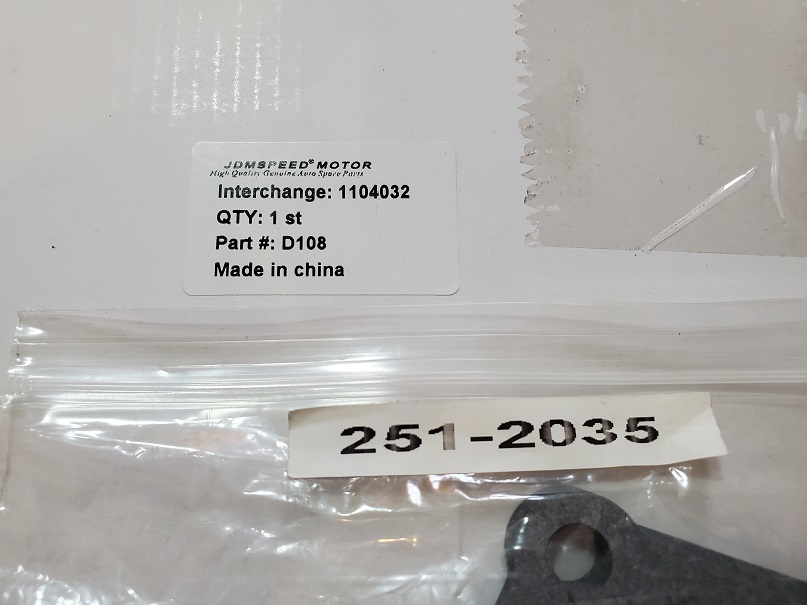 JDMSPEED® MOTOR
High Quality Genuine Auto Spare Parts
Interchange: 1104032
QTY: 1 st
Part #: D108
Made in china
251-2035